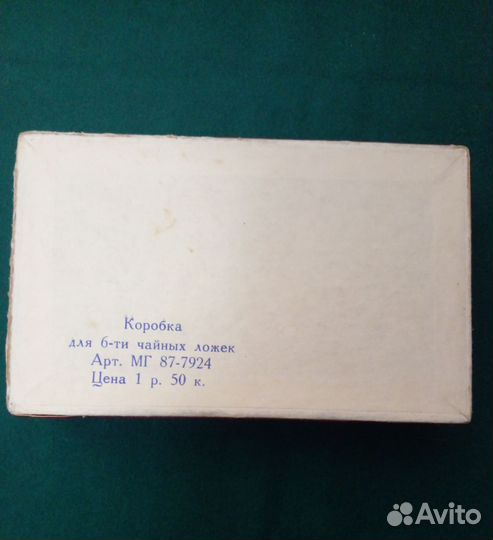 Коробка
для 6-ти чайных ложек
Арт. МГ 87-7924
Цена 1 р. 50 к.
Avito